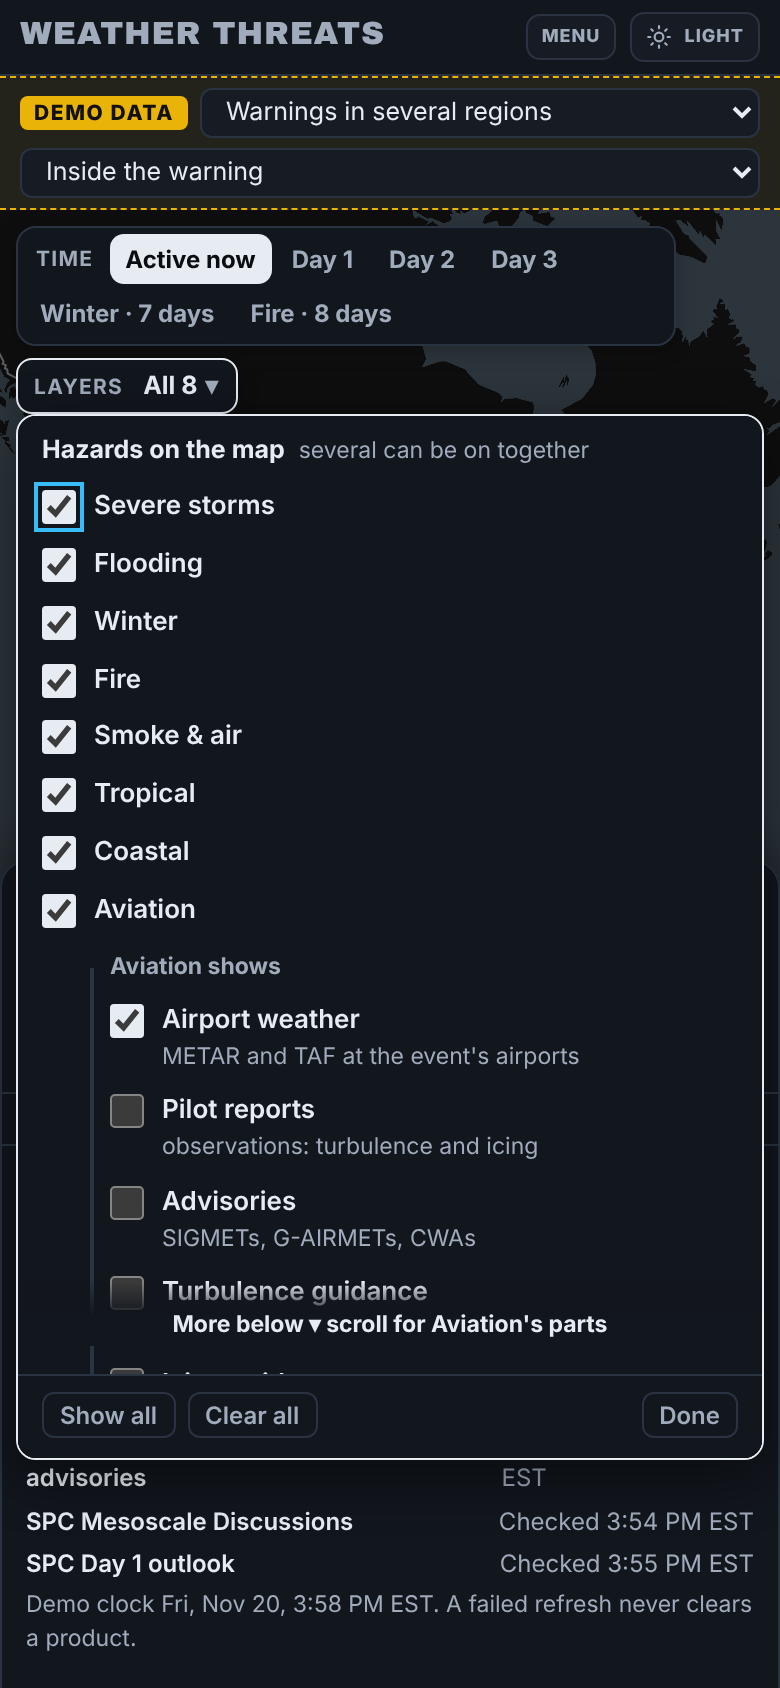 WEATHER THREATS
MENU
LIGHT
DEMO DATA
Warnings in several regions
Inside the warning
TIME
Active now
Day 1
Day 2
Day 3
Winter · 7 days
Fire · 8 days
LAYERS All 8 ▾
Hazards on the map several can be on together
Severe storms
Flooding
Winter
Fire
Smoke & air
Tropical
Coastal
Aviation
Aviation shows
Airport weather
METAR and TAF at the event's airports
Pilot reports
observations: turbulence and icing
Advisories
SIGMETs, G-AIRMETs, CWAs
Turbulence guidance
More below ▾ scroll for Aviation's parts
Show all
Clear all
Done
advisories
EST
SPC Mesoscale Discussions
Checked 3:54 PM EST
SPC Day 1 outlook
Checked 3:55 PM EST
Demo clock Fri, Nov 20, 3:58 PM EST. A failed refresh never clears
a product.